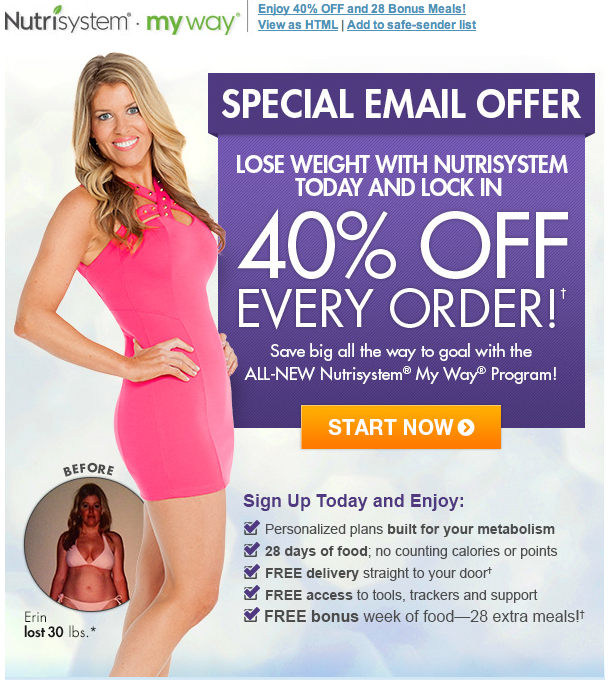 Nutrisystem® · my way®
Enjoy 40% OFF and 28 Bonus Meals!
View as HTML | Add to safe-sender list
SPECIAL EMAIL OFFER
LOSE WEIGHT WITH NUTRISYSTEM
TODAY AND LOCK IN
40% OFF
EVERY ORDER!†
Save big all the way to goal with the
ALL-NEW Nutrisystem® My Way® Program!
START NOW
BEFORE
Erin
lost 30 lbs.*
Sign Up Today and Enjoy:
Personalized plans built for your metabolism
28 days of food; no counting calories or points
FREE delivery straight to your door†
FREE access to tools, trackers and support
FREE bonus week of food—28 extra meals!†